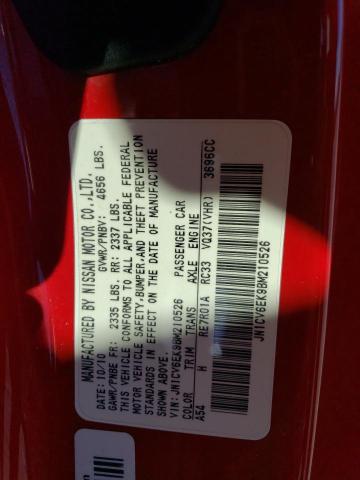 MANUFACTURED BY NISSAN MOTOR CO.,LTD.
DATE: 10/10 GVWR/PNBV: 4656 LBS.
GAWR/PNBE FR: 2335 LBS. RR: 2337 LBS.
THIS VEHICLE CONFORMS TO ALL APPLICABLE FEDERAL
MOTOR VEHICLE SAFETY,BUMPER,AND THEFT PREVENTION
STANDARDS IN EFFECT ON THE DATE OF MANUFACTURE
SHOWN ABOVE.
VIN: JN1CV6EK9BM210526 PASSENGER CAR
COLOR TRIM TRANS AXLE ENGINE
A54 H RE7R01A RC33 VQ37(VHR) 3696CC
JN1CV6EK9BM210526